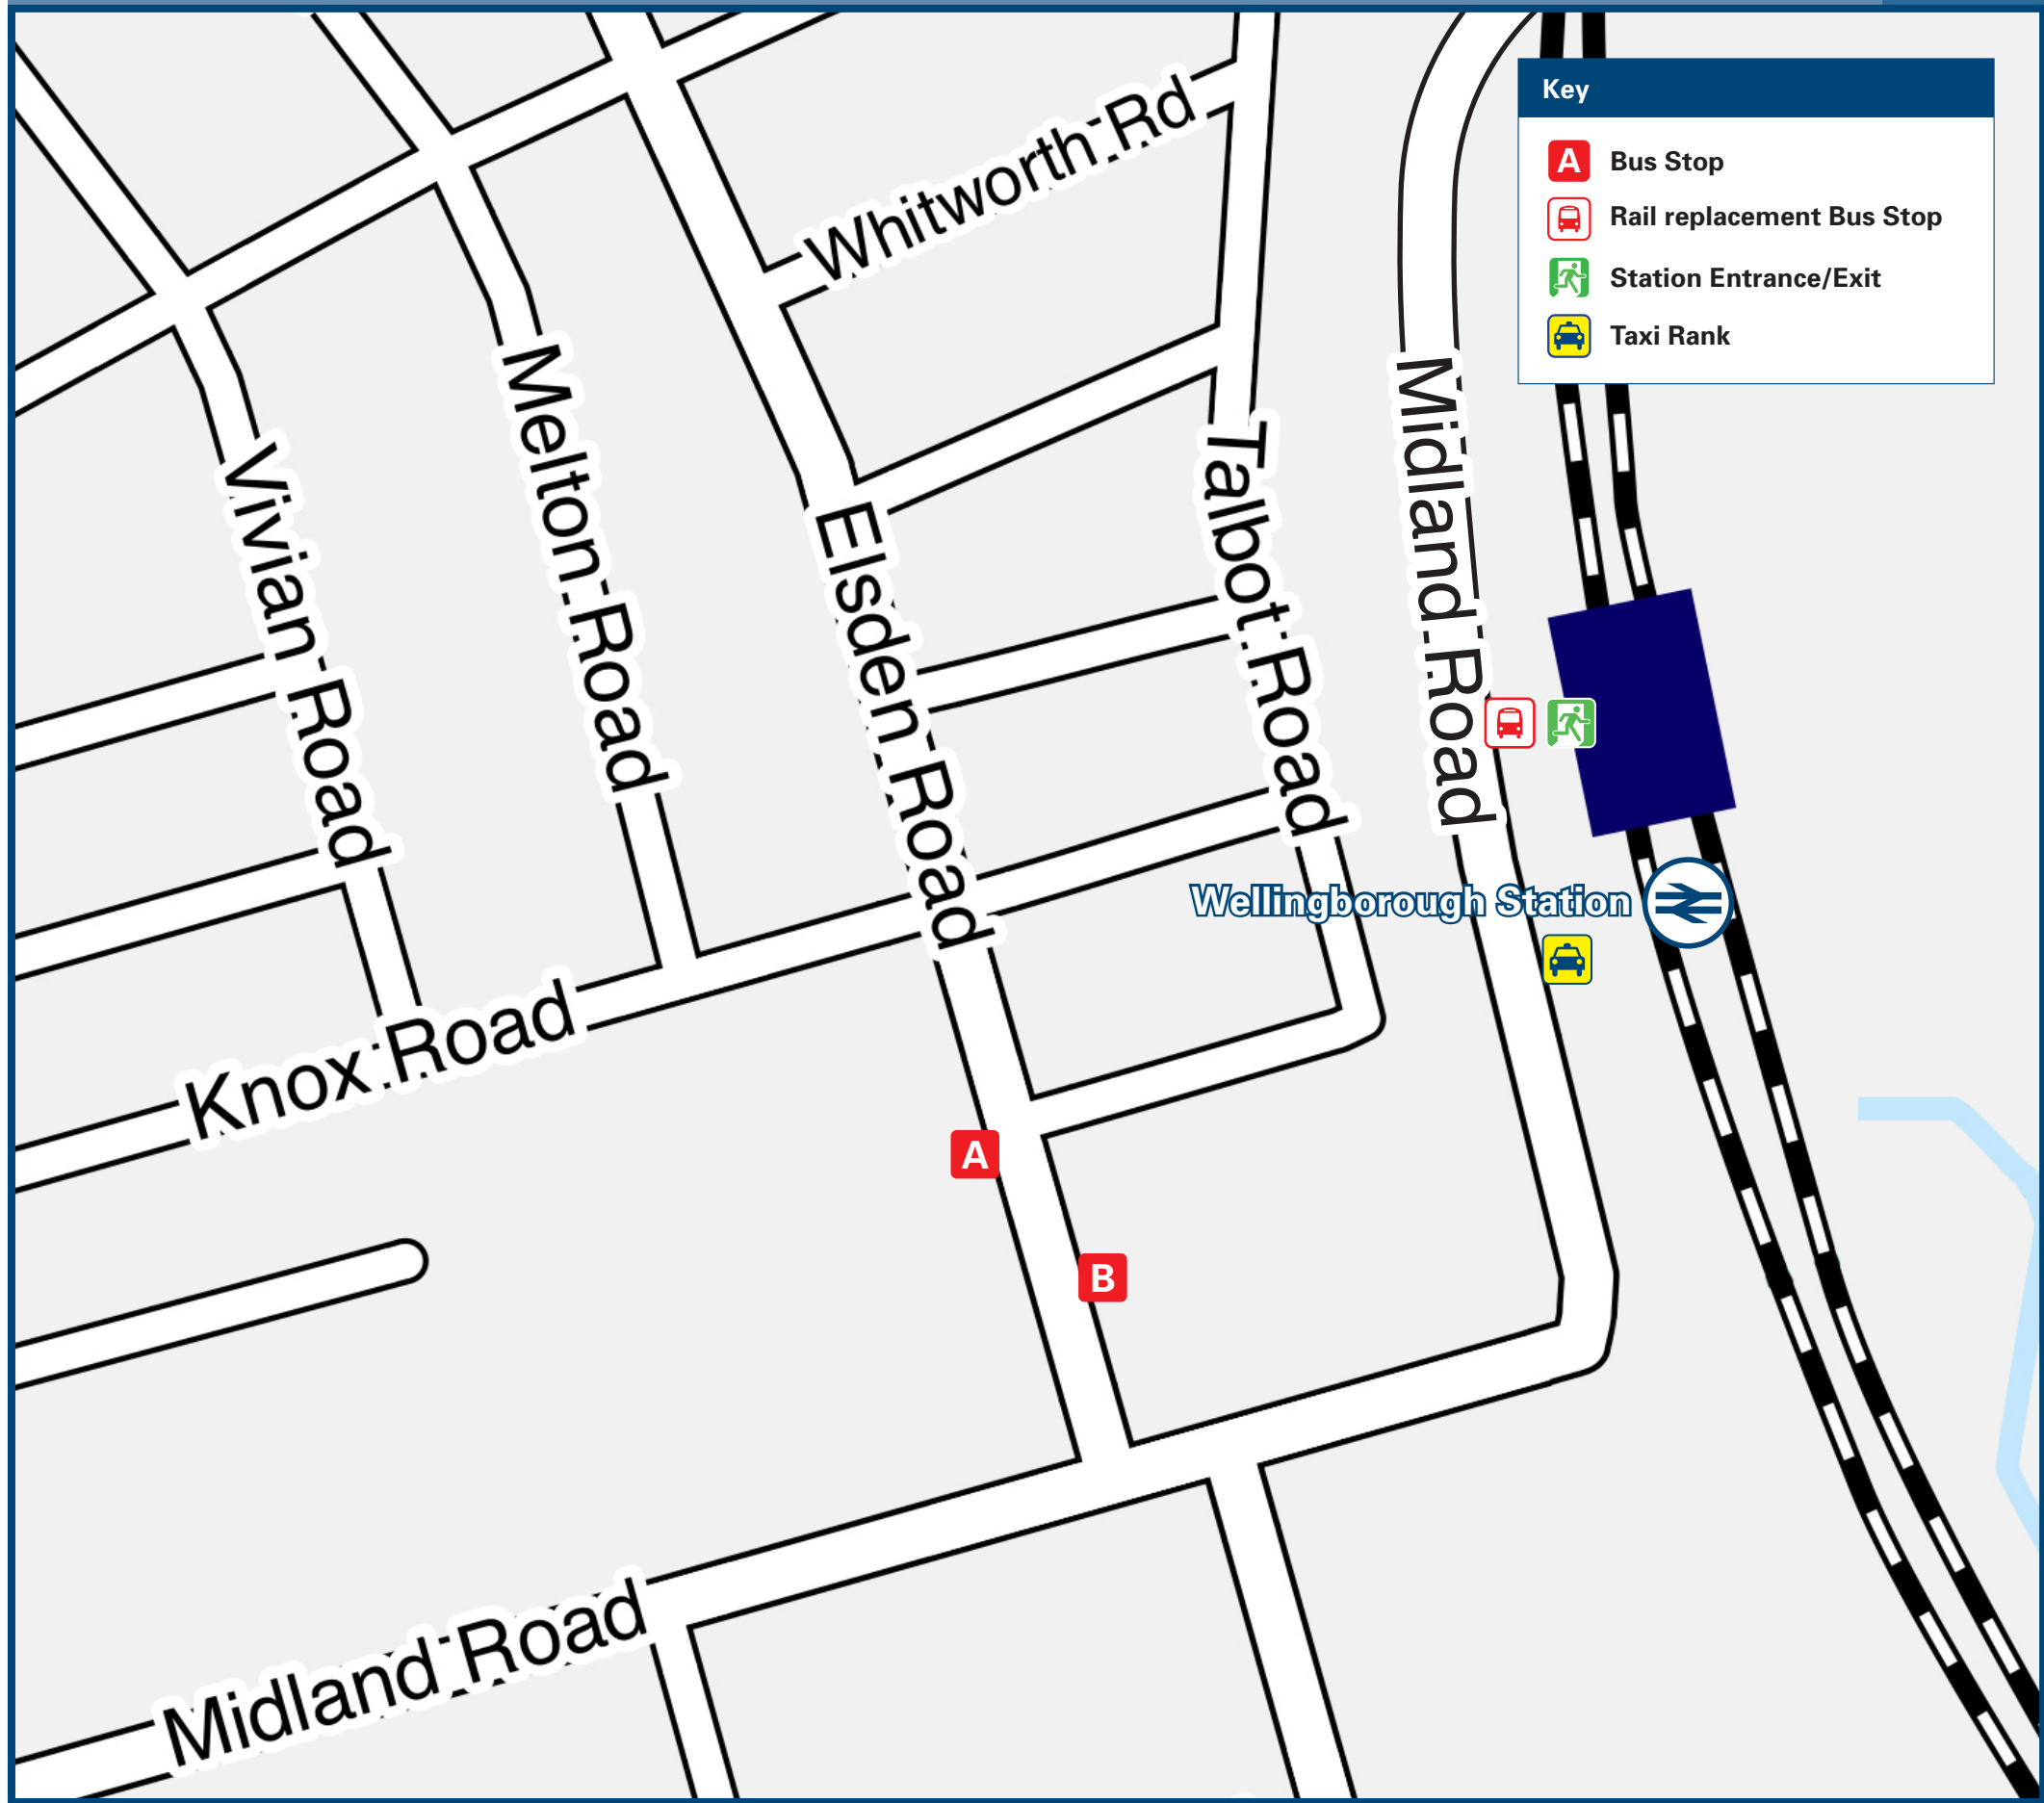 Key
A Bus Stop
Rail replacement Bus Stop
Station Entrance/Exit
Taxi Rank
Whitworth Rd
Midland Road
Melton Road
Talbot Road
Vivian Road
Elsden Road
Wellingborough Station
Knox Road
A
B
Midland Road